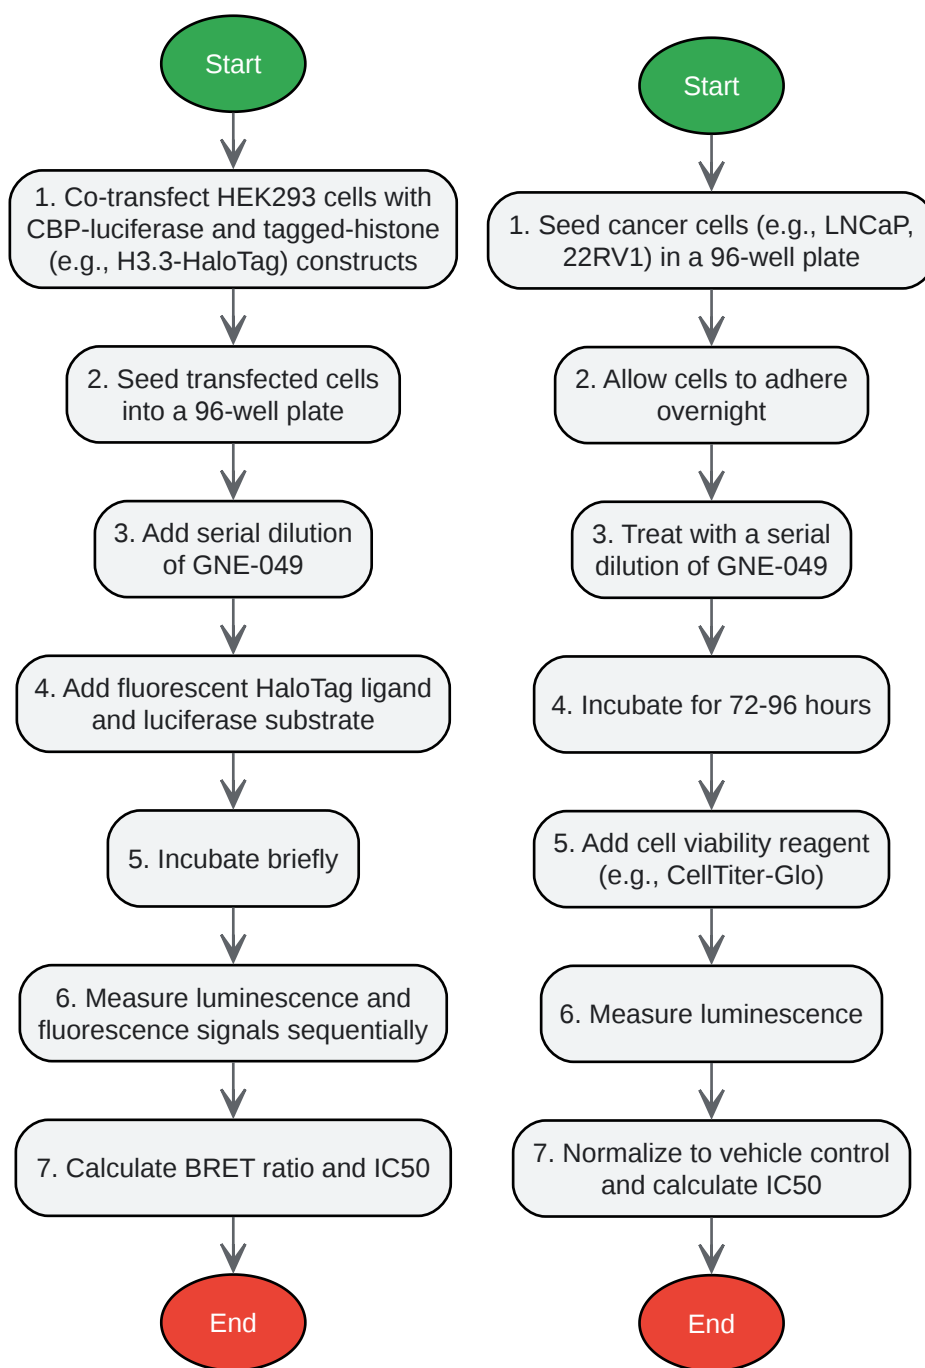 Start
1. Co-transfect HEK293 cells with
CBP-luciferase and tagged-histone
(e.g., H3.3-HaloTag) constructs
2. Seed transfected cells
into a 96-well plate
3. Add serial dilution
of GNE-049
4. Add fluorescent HaloTag ligand
and luciferase substrate
5. Incubate briefly
6. Measure luminescence and
fluorescence signals sequentially
7. Calculate BRET ratio and IC50
End
Start
1. Seed cancer cells (e.g., LNCaP,
22RV1) in a 96-well plate
2. Allow cells to adhere
overnight
3. Treat with a serial
dilution of GNE-049
4. Incubate for 72-96 hours
5. Add cell viability reagent
(e.g., CellTiter-Glo)
6. Measure luminescence
7. Normalize to vehicle control
and calculate IC50
End